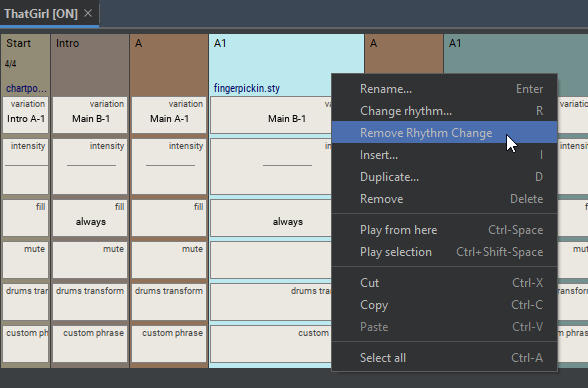 ThatGirl [ON] ×
Start Intro A A1 A A1
4/4
chartpo... fingerpickin.sty
variation variation variation
Intro A-1 Main B-1 Main A-1 Main B-1
intensity intensity intensity
fill fill fill
always always
mute mute mute
drums tran drums transform drums transform drums tra
custom ph custom phrase custom phrase custom
Rename... Enter
Change rhythm... R
Remove Rhythm Change
Insert... I
Duplicate... D
Remove Delete
Play from here Ctrl-Space
Play selection Ctrl+Shift-Space
Cut Ctrl-X
Copy Ctrl-C
Paste Ctrl-V
Select all Ctrl-A